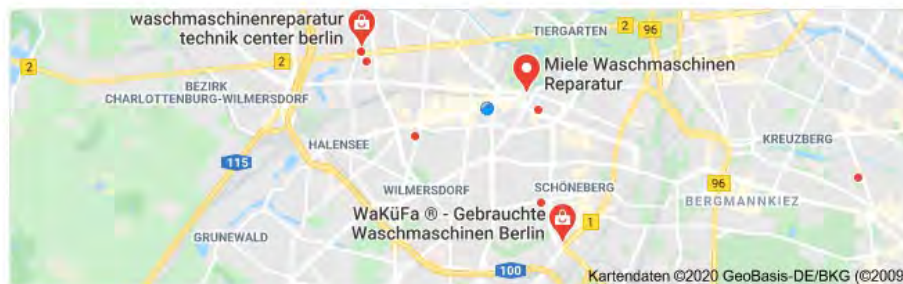 waschmaschinenreparatur
technik center berlin
TIERGARTEN
2
96
2
2
Miele Waschmaschinen
Reparatur
BEZIRK
CHARLOTTENBURG-WILMERSDORF
HALENSEE
KREUZBERG
115
WILMERSDORF
SCHÖNEBERG
96
BERGMANNKIEZ
WaKüFa ® - Gebrauchte
Waschmaschinen Berlin
1
GRUNEWALD
100
Kartendaten ©2020 GeoBasis-DE/BKG (©2009